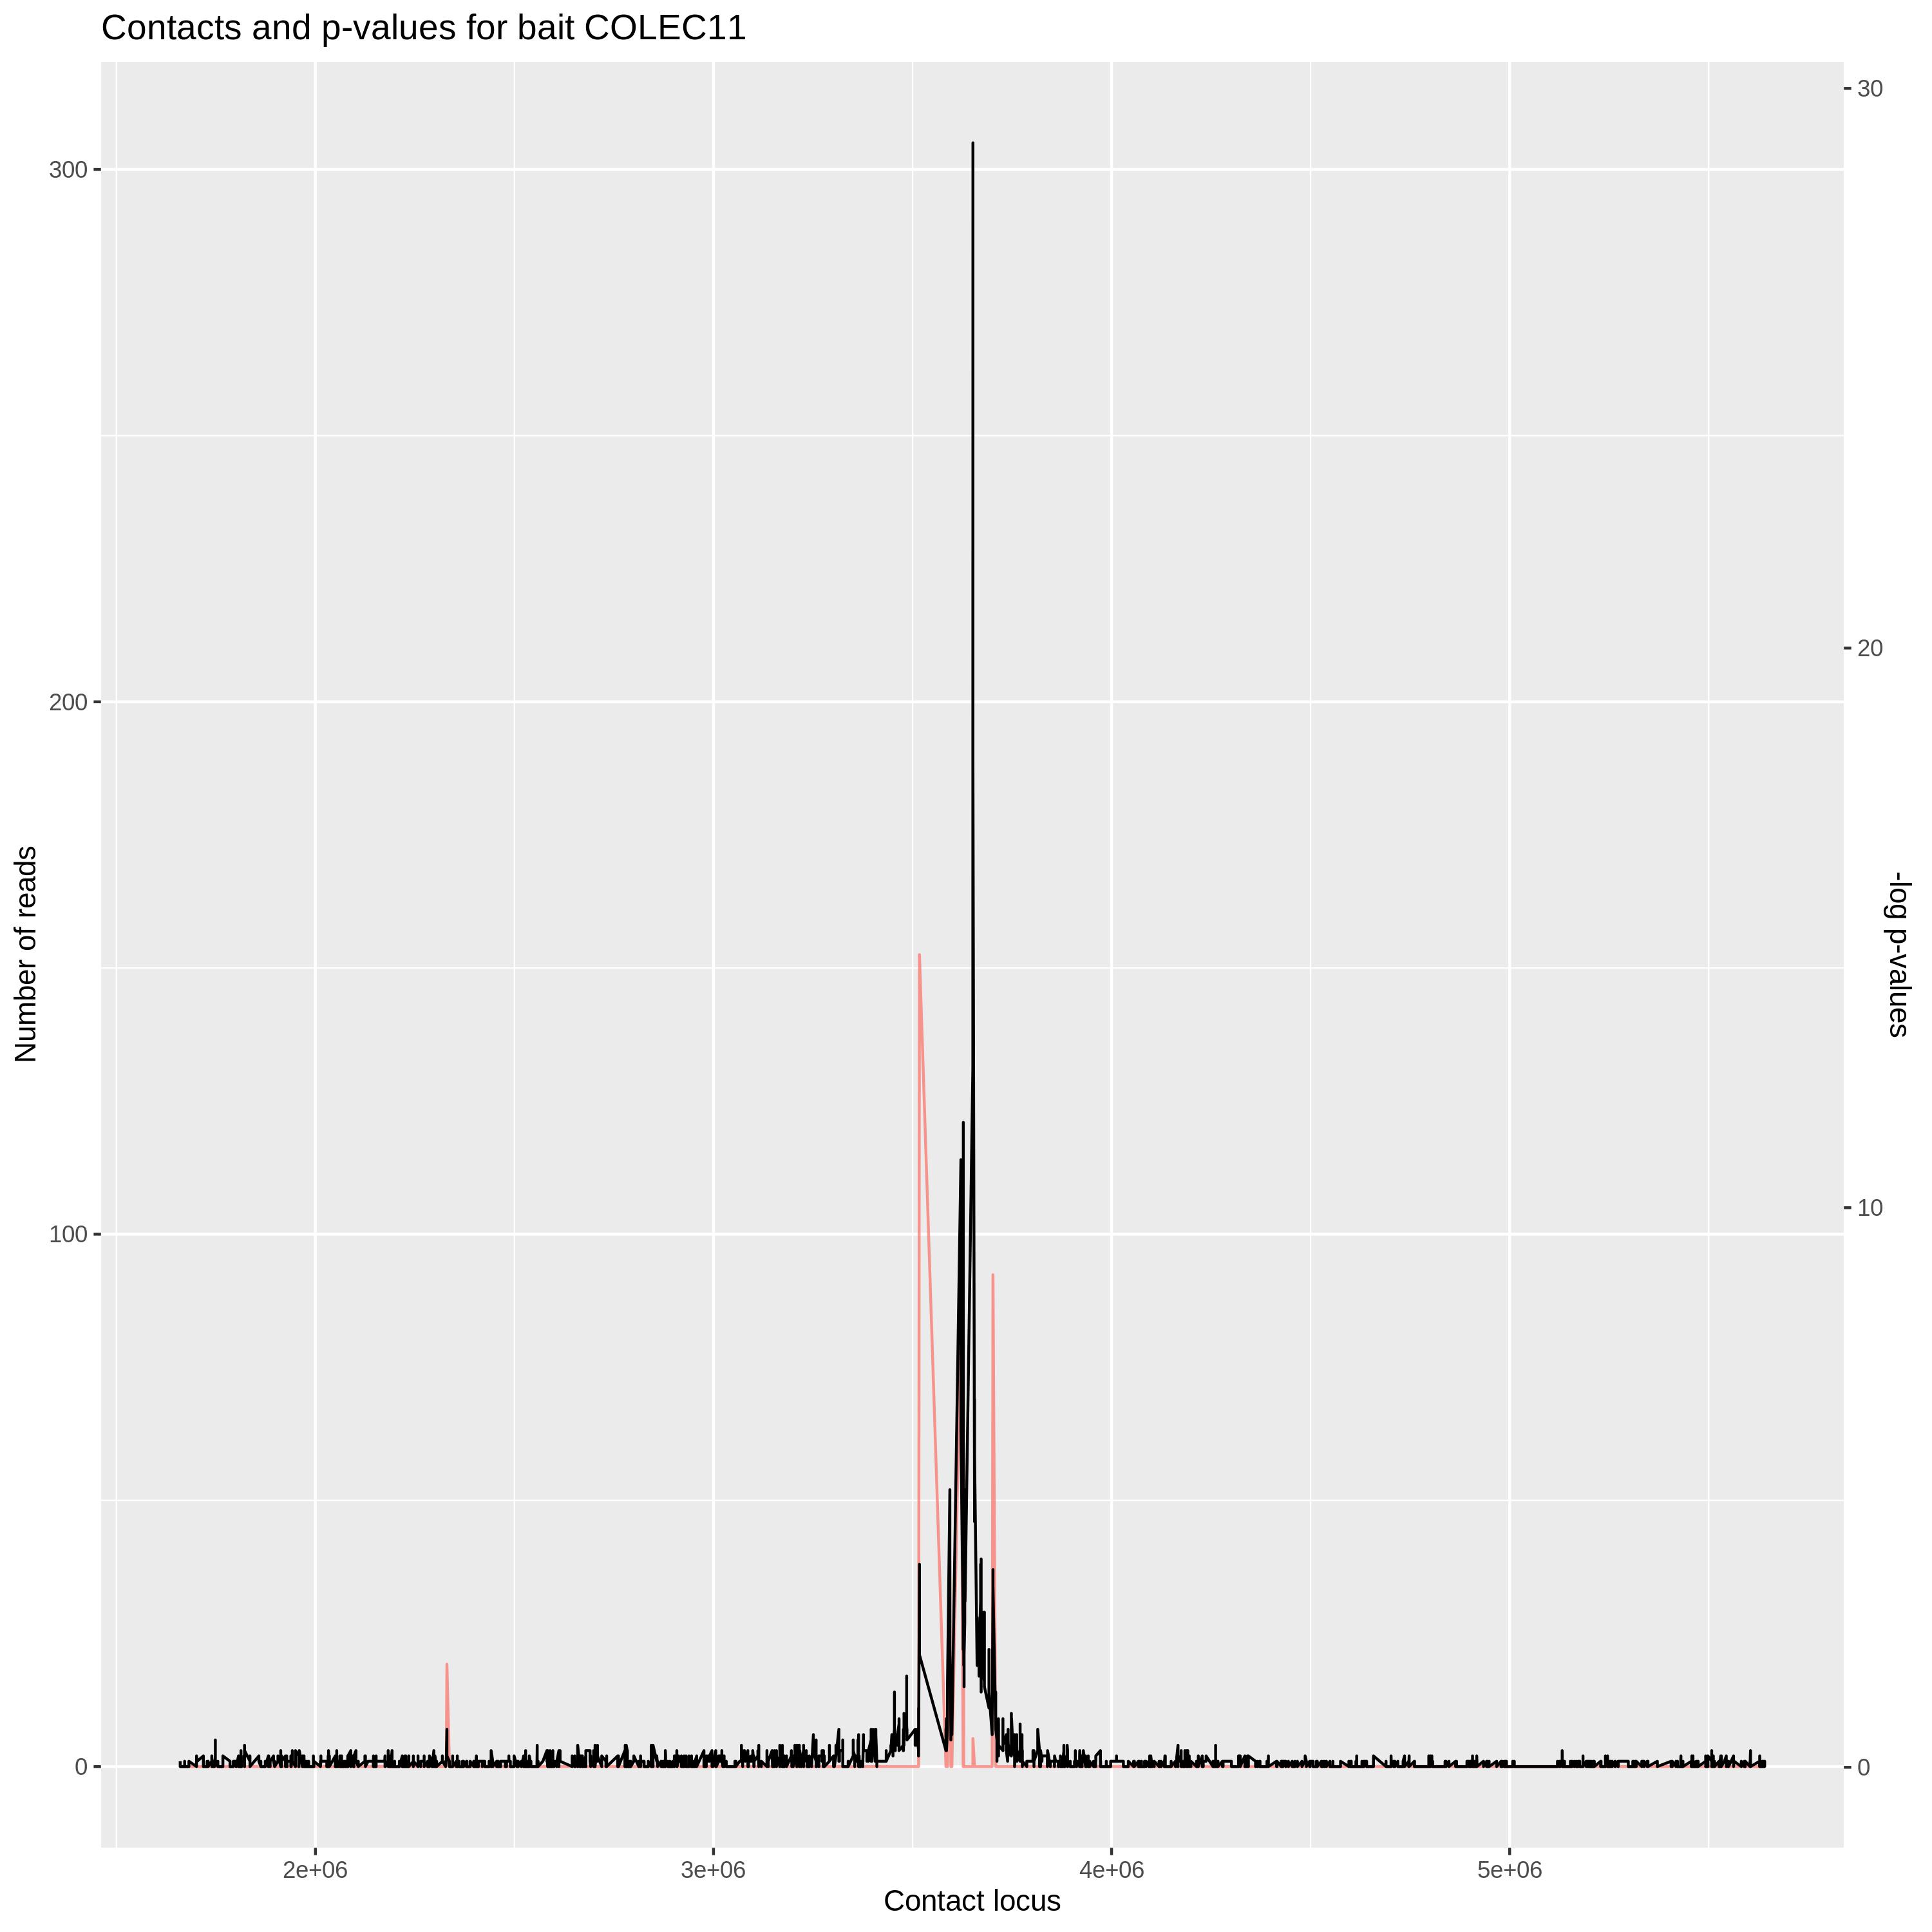 Contacts and p-values for bait COLEC11
300
200
100
0
30
20
10
0
Number of reads
-log p-values
2e+06
3e+06
4e+06
5e+06
Contact locus